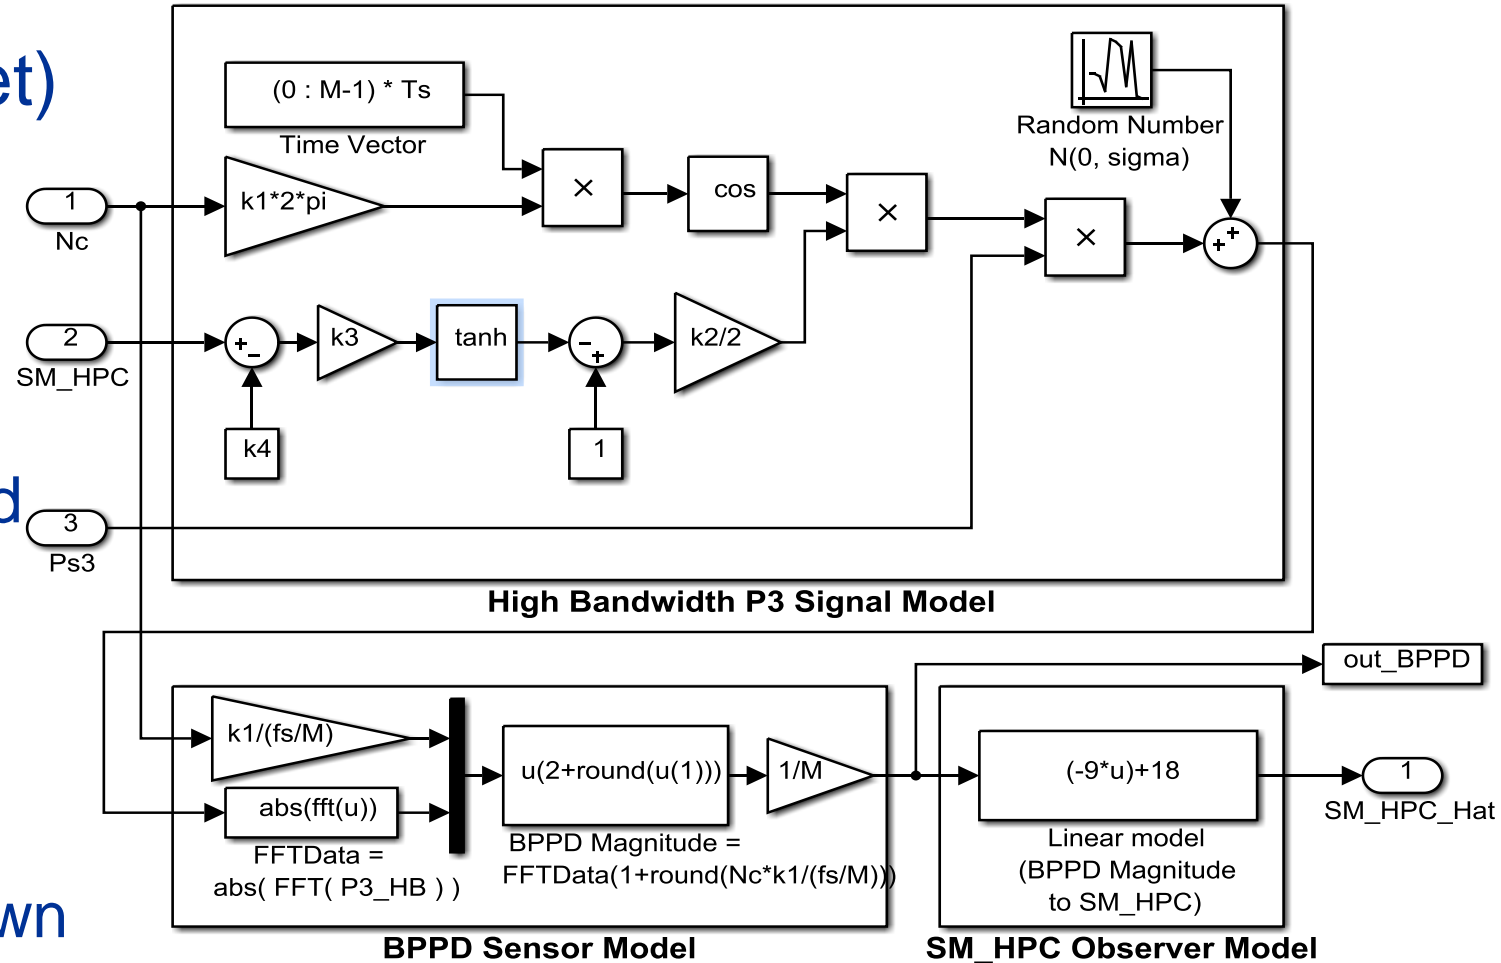 et)
(0 : M-1) * Ts
Time Vector
Random Number
N(0, sigma)
1
Nc
k1*2*pi
×
cos
×
×
+
+
2
SM_HPC
+
−
k3
tanh
−
+
k2/2
k4
1
d
3
Ps3
High Bandwidth P3 Signal Model
out_BPPD
k1/(fs/M)
abs(fft(u))
FFTData =
abs( FFT( P3_HB ) )
u(2+round(u(1)))
BPPD Magnitude =
FFTData(1+round(Nc*k1/(fs/M)))
1/M
(-9*u)+18
Linear model
(BPPD Magnitude
to SM_HPC)
1
SM_HPC_Hat
wn
BPPD Sensor Model
SM_HPC Observer Model